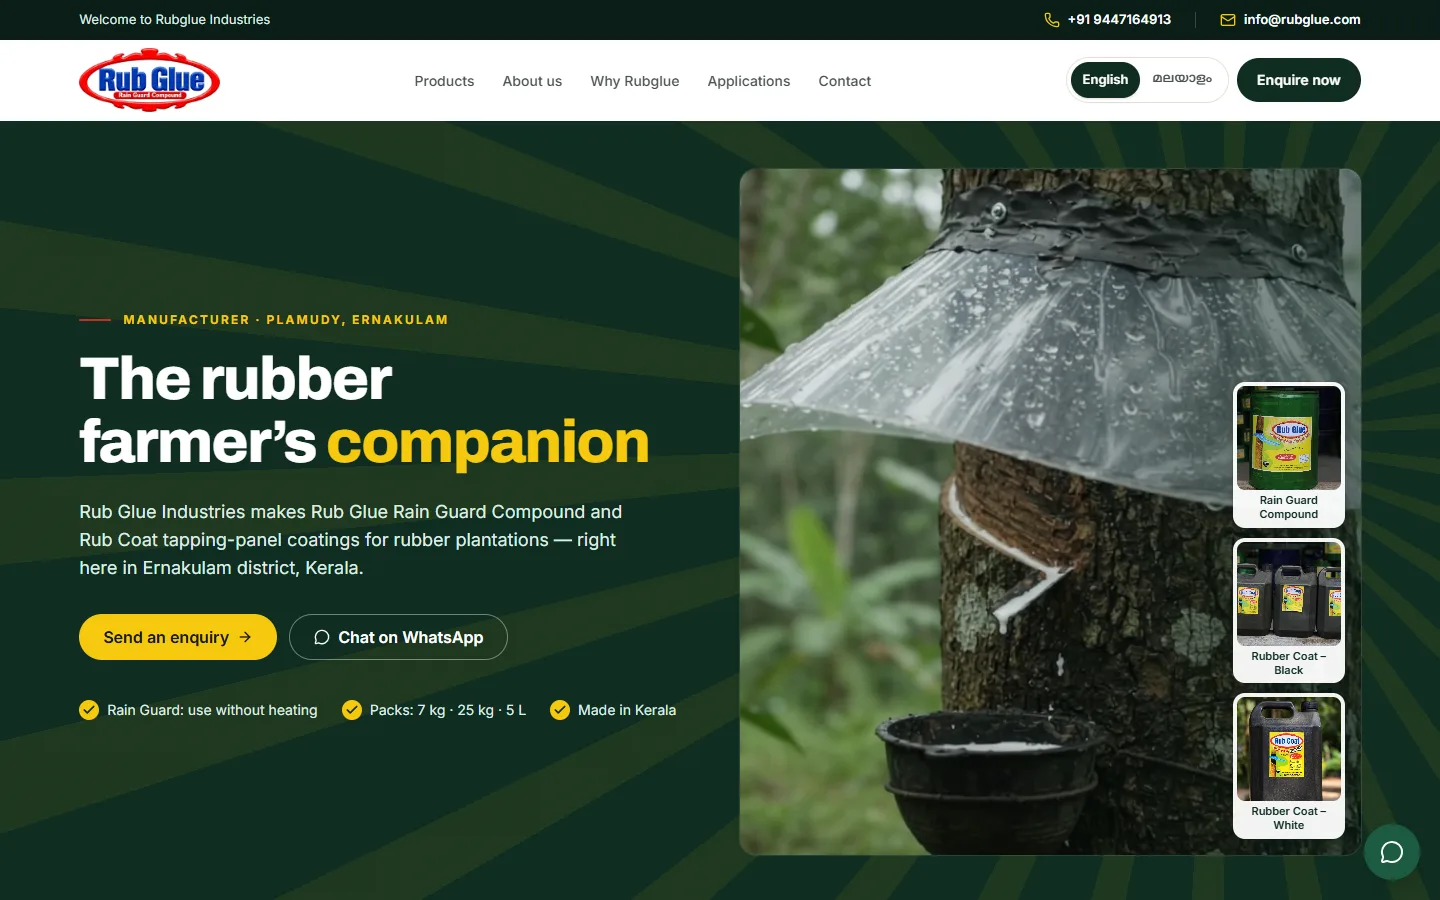 Welcome to Rubglue Industries
+91 9447164913
info@rubglue.com
Rub Glue
Rain Guard Compound
Products
About us
Why Rubglue
Applications
Contact
English
മലയാളം
Enquire now
MANUFACTURER · PLAMUDY, ERNAKULAM
The rubber
farmer’s companion
Rub Glue Industries makes Rub Glue Rain Guard Compound and
Rub Coat tapping-panel coatings for rubber plantations — right
here in Ernakulam district, Kerala.
Send an enquiry
Chat on WhatsApp
Rain Guard: use without heating
Packs: 7 kg · 25 kg · 5 L
Made in Kerala
Rub Glue
Rain Guard
Compound
Rubber Coat –
Black
Rub Coat
Rubber Coat –
White